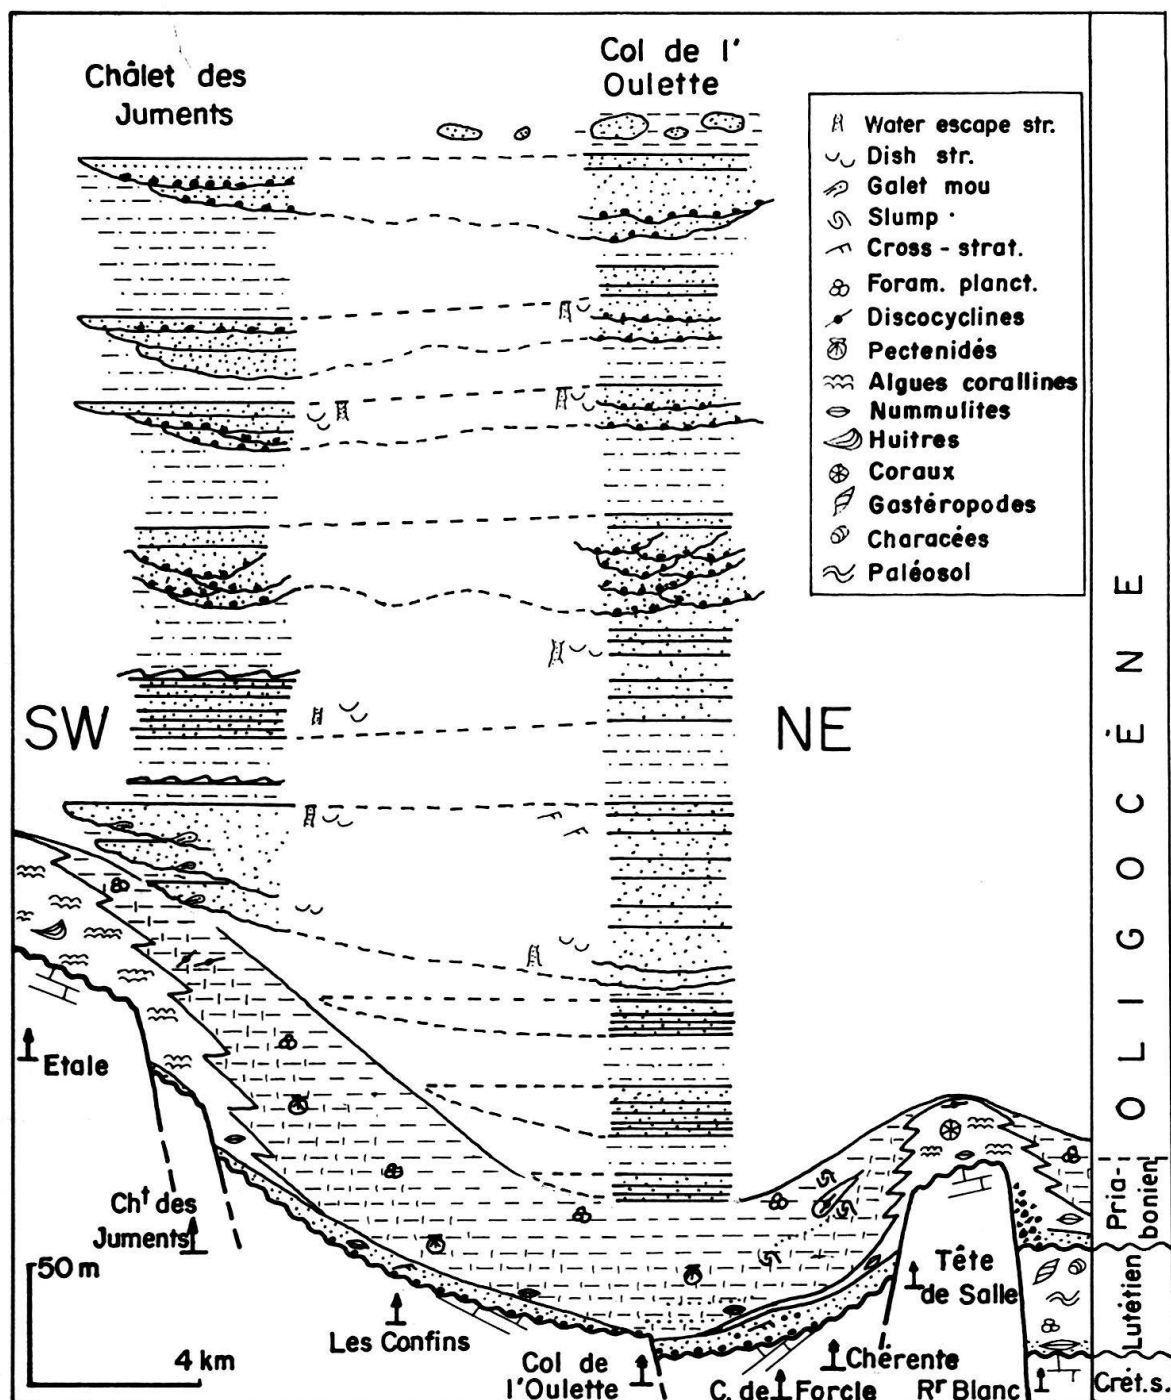 Châlet des
Juments
Col de l'
Oulette
Water escape str.
Dish str.
Galet mou
Slump
Cross - strat.
Foram. planct.
Discocyclines
Pectenidés
Algues corallines
Nummulites
Huitres
Coraux
Gastéropodes
Characées
Paléosol
SW
NE
OLIGOCÉNE
Pria-
bonien
Lutétien
Crét.s.
Etale
Cht des
Juments
50 m
4 km
Les Confins
Col de
l'Oulette
C. de Forcle
Chérente
Tête
de Salle
Rr Blanc